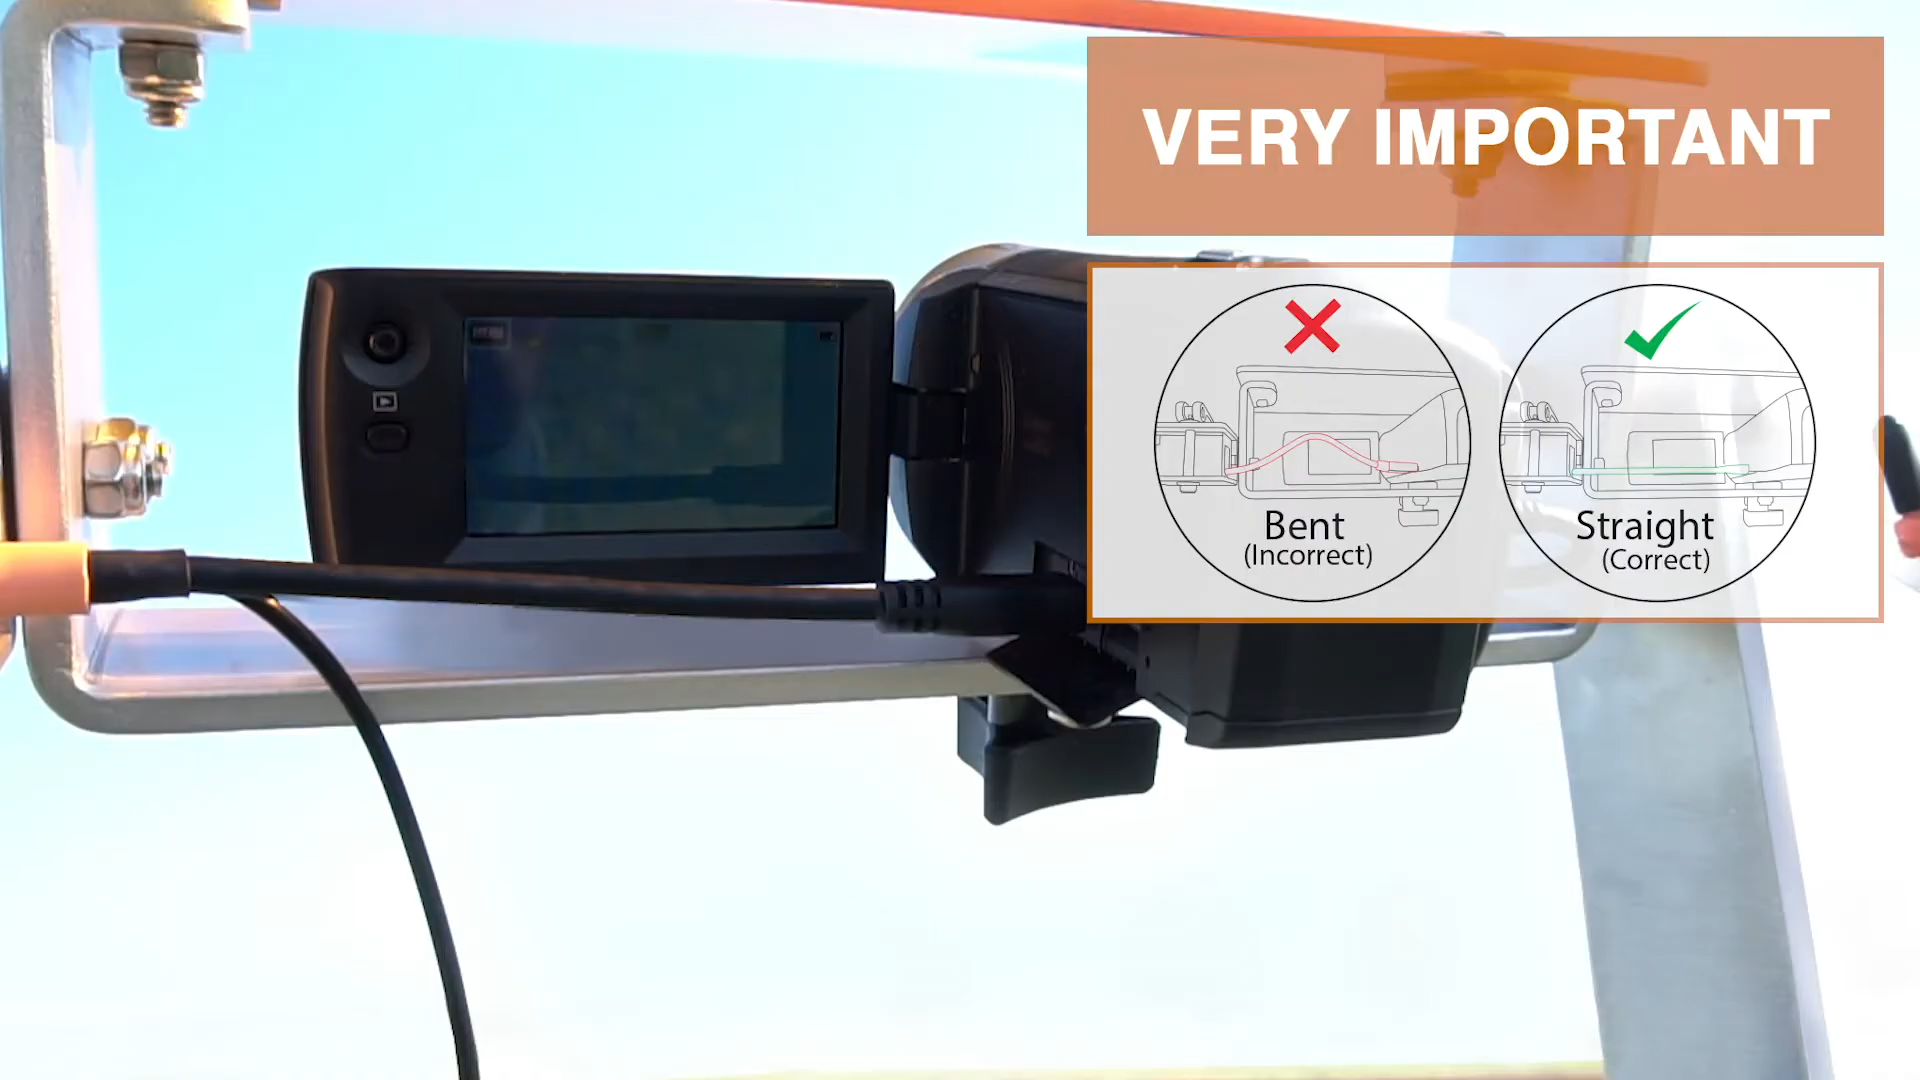 VERY IMPORTANT
Bent
(Incorrect)
Straight
(Correct)